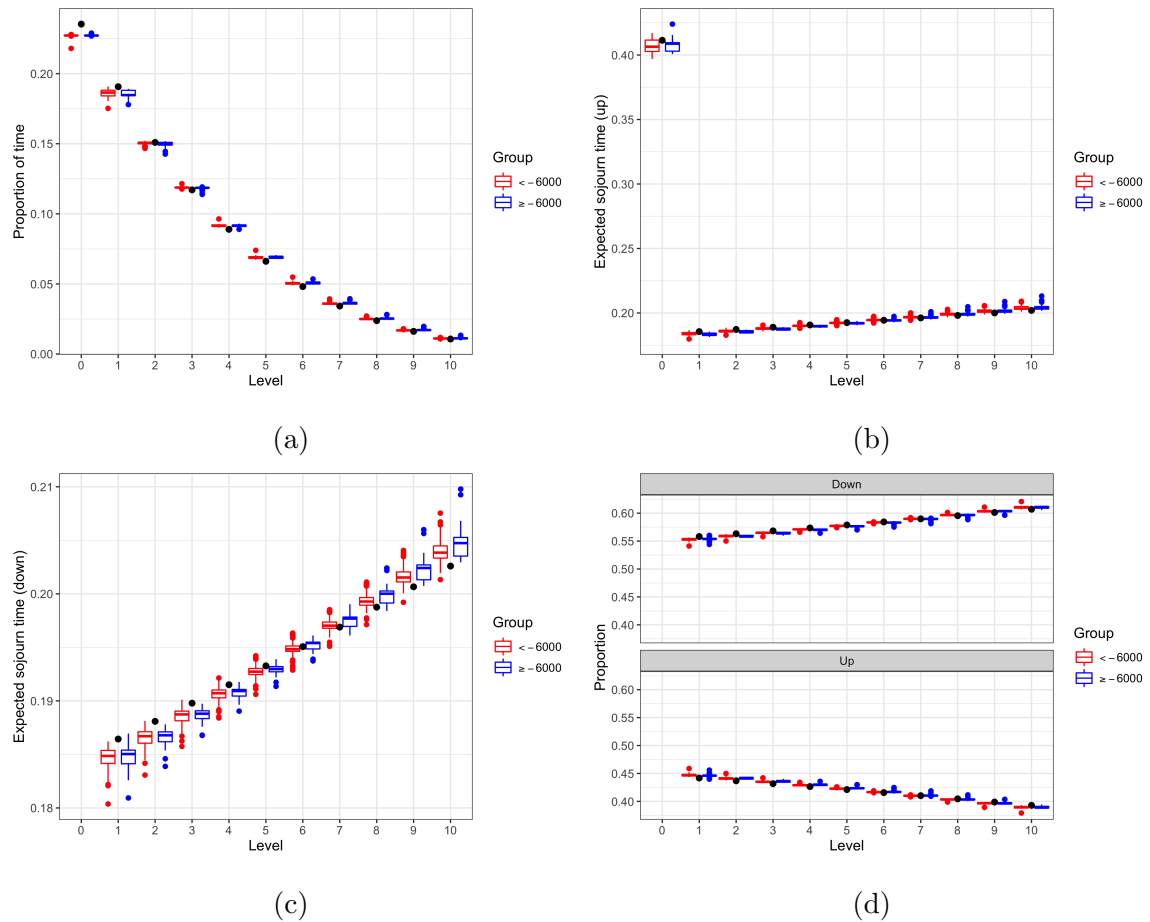 Proportion of time
0.20
0.15
0.10
0.05
0.00
0 1 2 3 4 5 6 7 8 9 10
Level
Group
< −6000
≥ −6000
(a)
Expected sojourn time (up)
0.40
0.35
0.30
0.25
0.20
0 1 2 3 4 5 6 7 8 9 10
Level
Group
< −6000
≥ −6000
(b)
Expected sojourn time (down)
0.21
0.20
0.19
0.18
0 1 2 3 4 5 6 7 8 9 10
Level
Group
< −6000
≥ −6000
(c)
Proportion
Down
0.60
0.55
0.50
0.45
0.40
Up
0.60
0.55
0.50
0.45
0.40
0 1 2 3 4 5 6 7 8 9 10
Level
Group
< −6000
≥ −6000
(d)